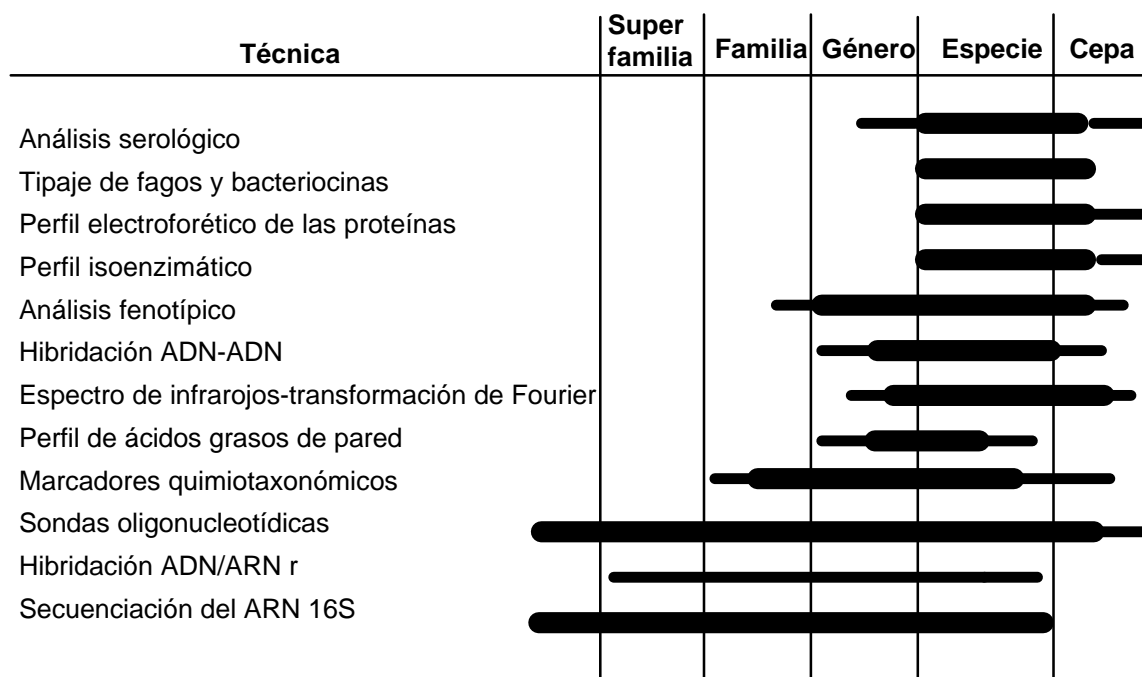 Técnica
Super
familia
Familia
Género
Especie
Cepa
Análisis serológico
Tipaje de fagos y bacteriocinas
Perfil electroforético de las proteínas
Perfil isoenzimático
Análisis fenotípico
Hibridación ADN-ADN
Espectro de infrarojos-transformación de Fourier
Perfil de ácidos grasos de pared
Marcadores quimiotaxonómicos
Sondas oligonucleotídicas
Hibridación ADN/ARN r
Secuenciación del ARN 16S